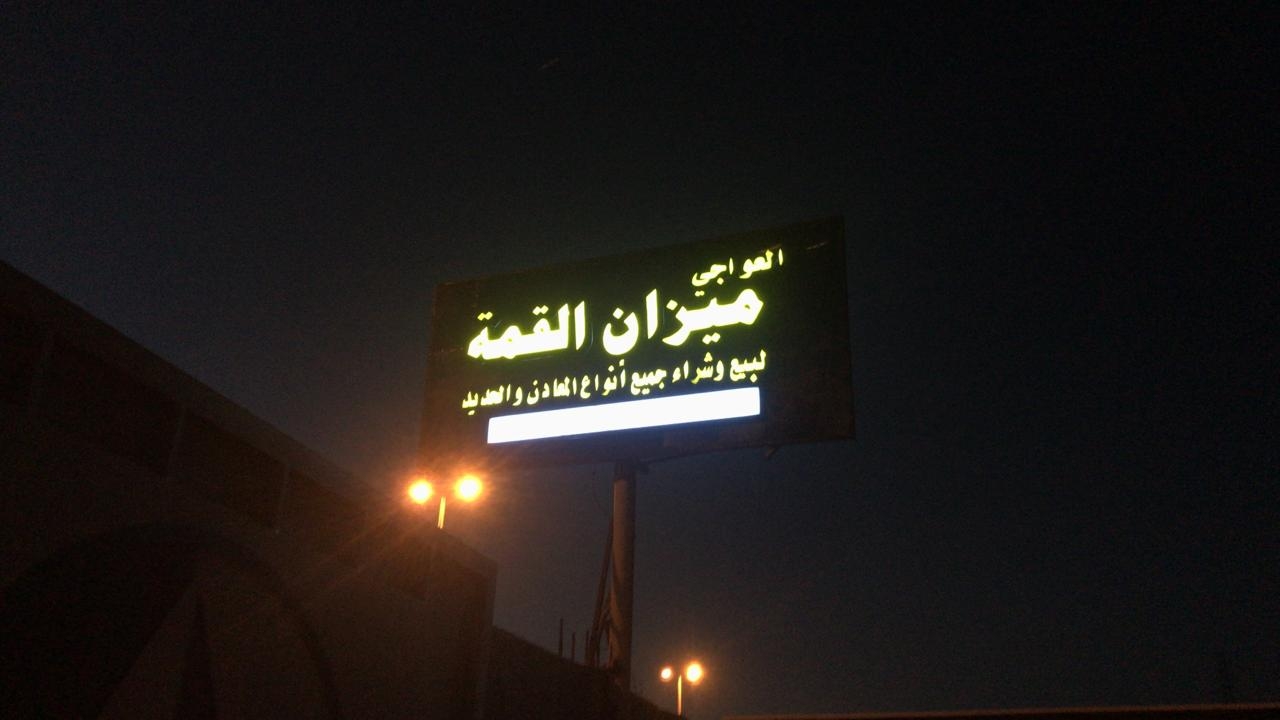 العواجي
ميزان القمة
لبيع وشراء جميع أنواع المعادن والحديد